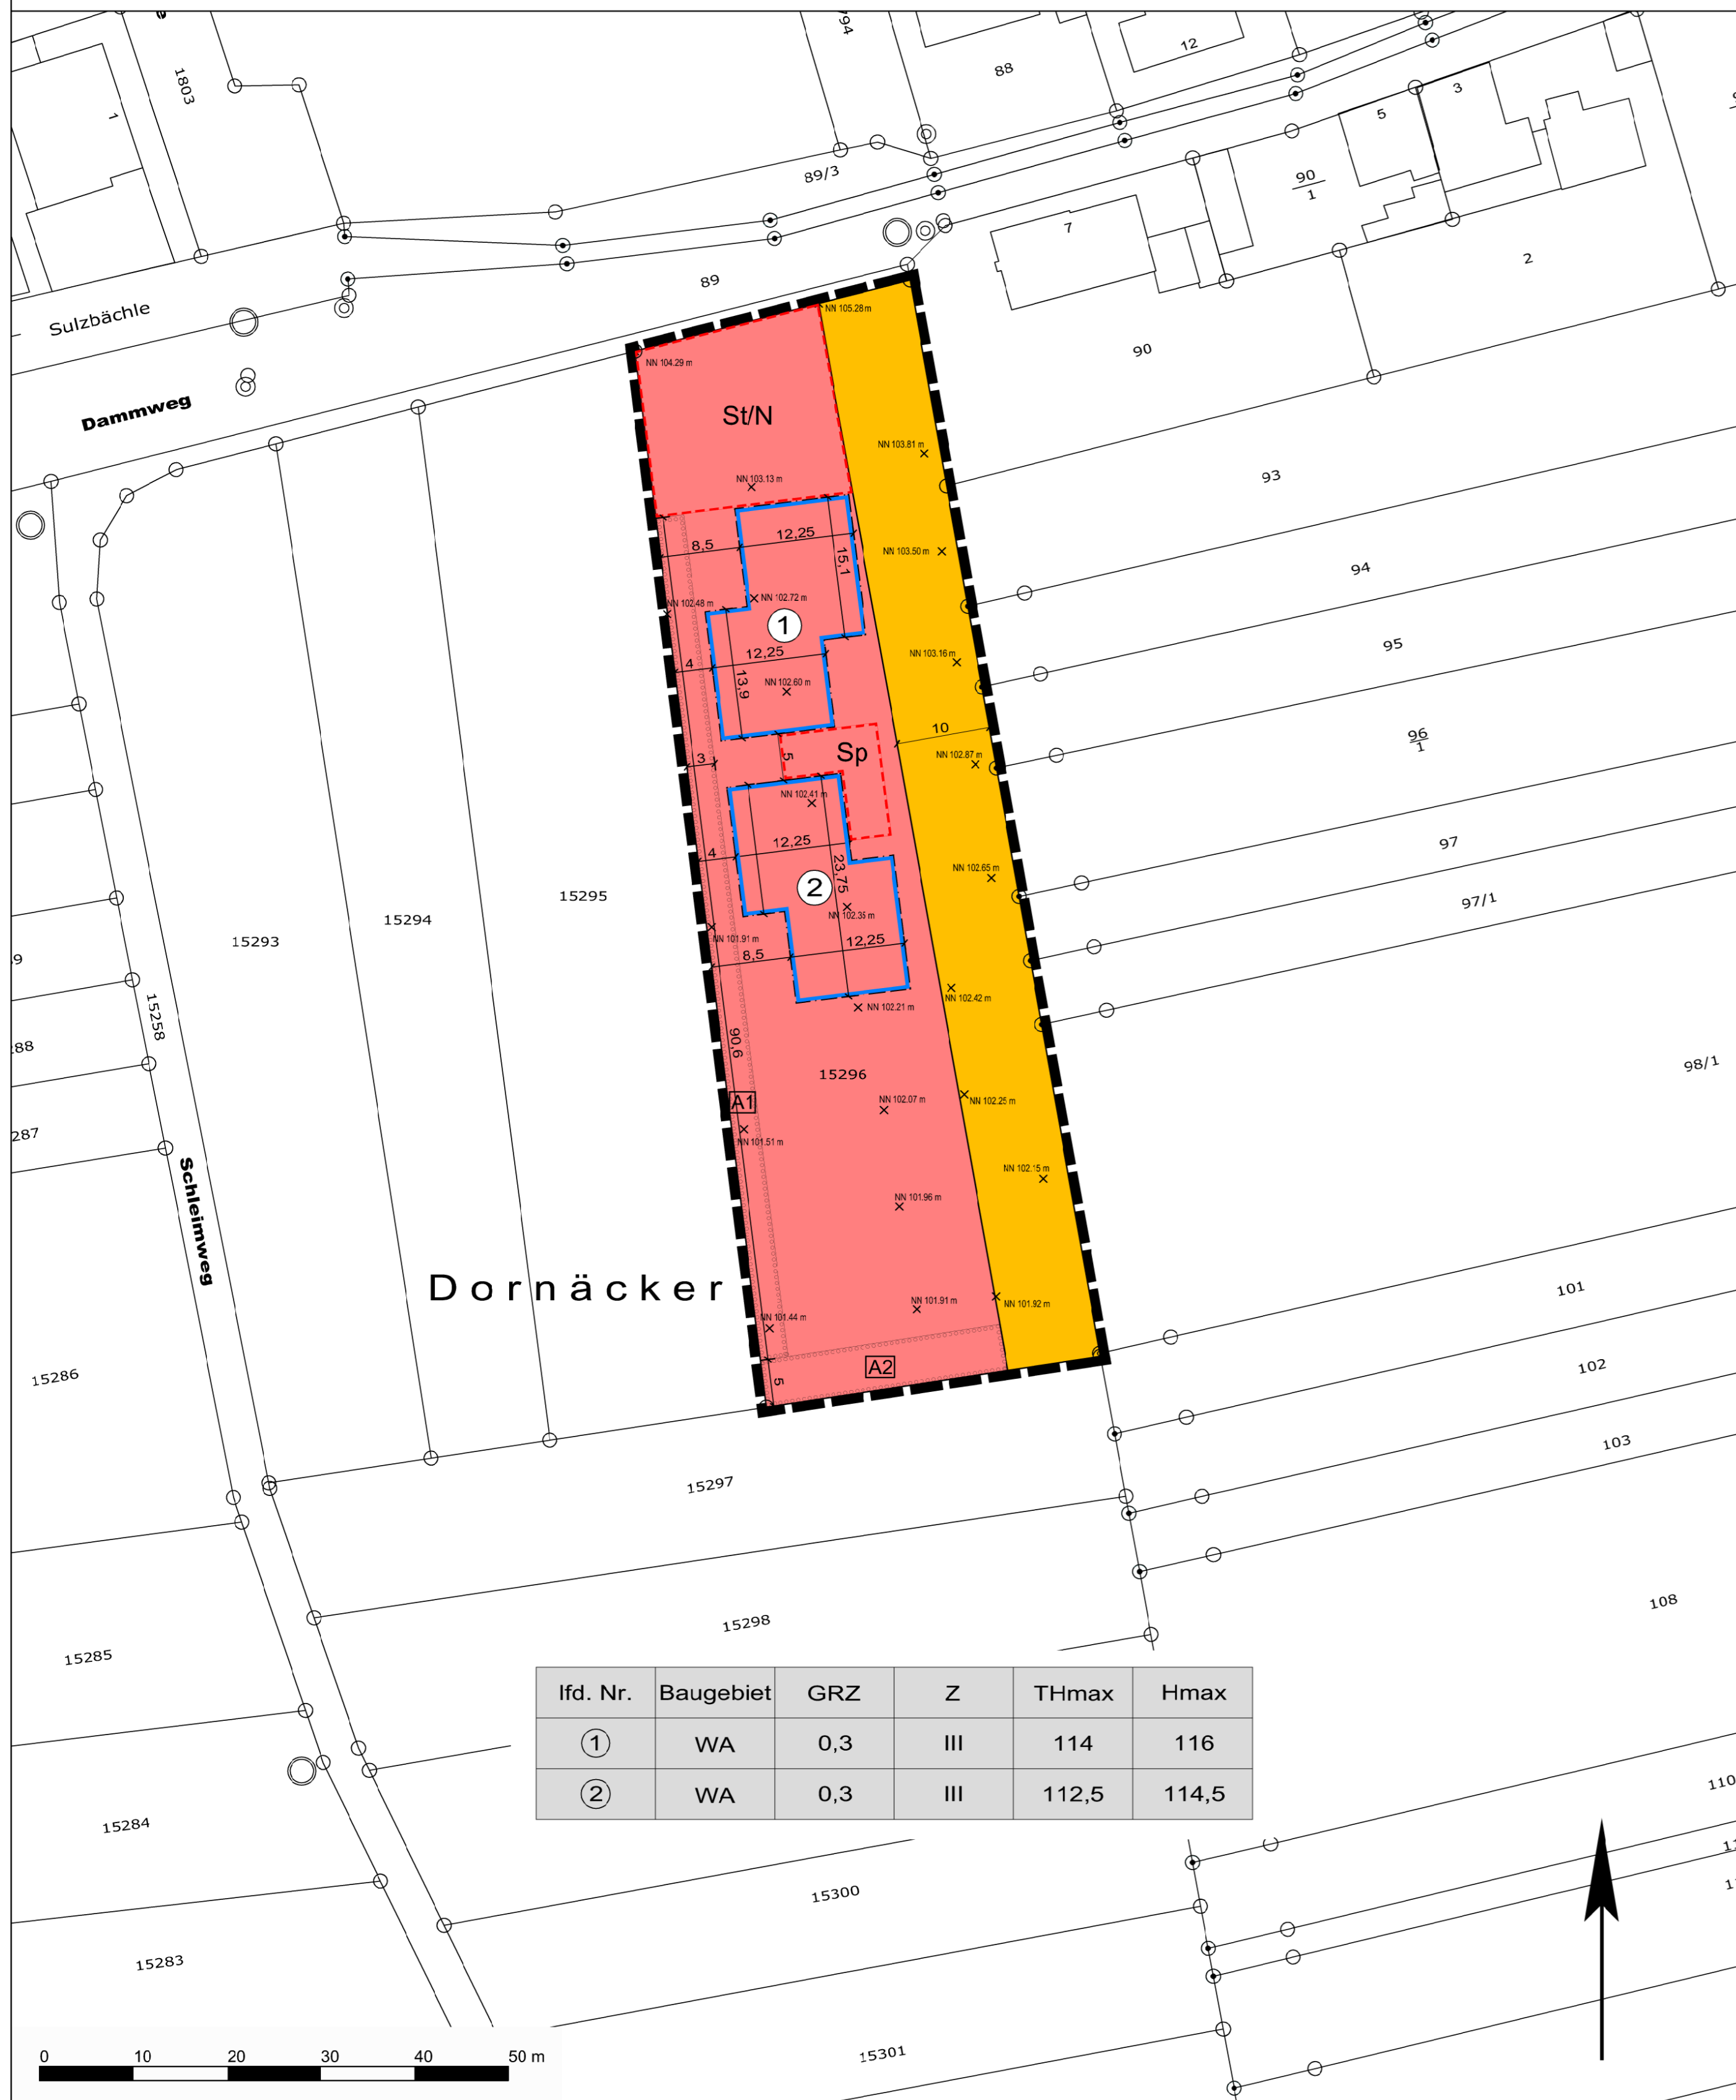 1803
1
794
88
12
89/3
5
3
90
1
7
2
89
Sulzbächle
Dammweg
90
NN 105.28 m
NN 104.29 m
St/N
NN 103.81 m
93
NN 103.13 m
8,5
12,25
15,1
NN 103.50 m
94
NN 102.48 m
NN 102.72 m
1
95
NN 103.16 m
4
12,25
13,9
NN 102.60 m
10
96
1
Sp
5
3
NN 102.87 m
NN 102.41 m
4
12,25
23,75
97
2
NN 102.65 m
15295
15294
15293
97/1
NN 102.35 m
NN 101.91 m
8,5
12,25
9
NN 102.42 m
NN 102.21 m
15258
90,6
88
15296
98/1
A1
NN 102.07 m
NN 102.25 m
287
NN 101.51 m
NN 102.15 m
Schleimweg
NN 101.96 m
Dornäcker
101
NN 101.91 m
NN 101.92 m
NN 101.44 m
A2
5
15286
102
103
15297
15298
108
15285
lfd. Nr. Baugebiet GRZ Z THmax Hmax
1 WA 0,3 III 114 116
2 WA 0,3 III 112,5 114,5
110
15284
15300
15283
15301
0 10 20 30 40 50 m